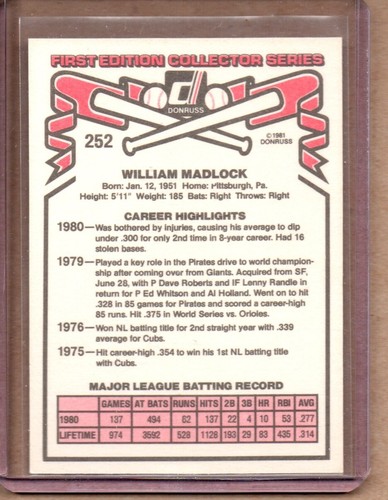 FIRST EDITION COLLECTOR SERIES
DONRUSS
252
©1981
DONRUSS
WILLIAM MADLOCK
Born: Jan. 12, 1951 Home: Pittsburgh, Pa.
Height: 5'11" Weight: 185 Bats: Right Throws: Right
CAREER HIGHLIGHTS
1980—Was bothered by injuries, causing his average to dip
under .300 for only 2nd time in 8-year career. Had 16
stolen bases.
1979—Played a key role in the Pirates drive to world champion-
ship after coming over from Giants. Acquired from SF,
June 28, with P Dave Roberts and IF Lenny Randle in
return for P Ed Whitson and Al Holland. Went on to hit
.328 in 85 games for Pirates and scored a career-high
85 runs. Hit .375 in World Series vs. Orioles.
1976—Won NL batting title for 2nd straight year with .339
average for Cubs.
1975—Hit career-high .354 to win his 1st NL batting title
with Cubs.
MAJOR LEAGUE BATTING RECORD
GAMES AT BATS RUNS HITS 2B 3B HR RBI AVG
1980 137 494 62 137 22 4 10 53 .277
LIFETIME 974 3592 528 1128 193 29 83 435 .314